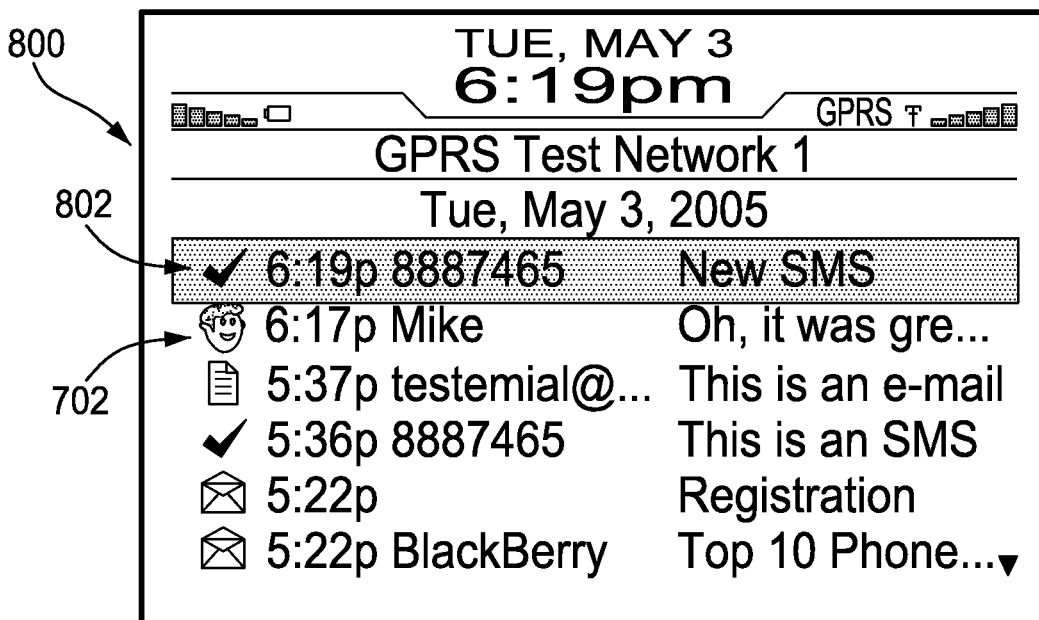 800
TUE, MAY 3
6:19pm
GPRS
GPRS Test Network 1
802
Tue, May 3, 2005
6:19p 8887465 New SMS
702
6:17p Mike Oh, it was gre...
5:37p testemial@... This is an e-mail
5:36p 8887465 This is an SMS
5:22p Registration
5:22p BlackBerry Top 10 Phone...